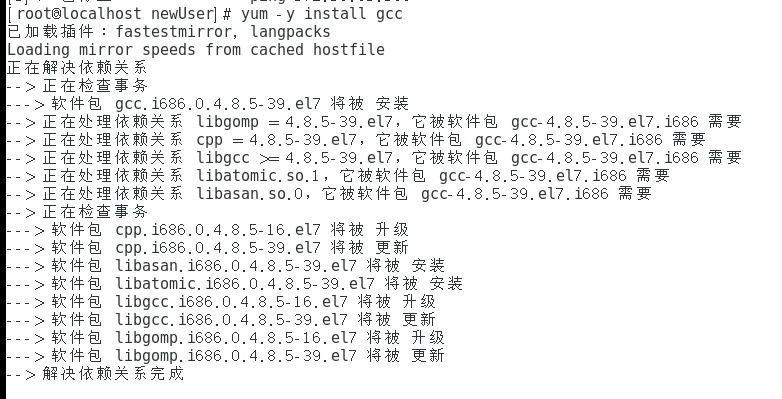 [root@localhost newUser]# yum -y install gcc
已加载插件：fastestmirror, langpacks
Loading mirror speeds from cached hostfile
正在解决依赖关系
--> 正在检查事务
---> 软件包 gcc.i686.0.4.8.5-39.el7 将被 安装
--> 正在处理依赖关系 libgomp = 4.8.5-39.el7，它被软件包 gcc-4.8.5-39.el7.i686 需要
--> 正在处理依赖关系 cpp = 4.8.5-39.el7，它被软件包 gcc-4.8.5-39.el7.i686 需要
--> 正在处理依赖关系 libgcc >= 4.8.5-39.el7，它被软件包 gcc-4.8.5-39.el7.i686 需要
--> 正在处理依赖关系 libatomic.so.1，它被软件包 gcc-4.8.5-39.el7.i686 需要
--> 正在处理依赖关系 libasan.so.0，它被软件包 gcc-4.8.5-39.el7.i686 需要
--> 正在检查事务
---> 软件包 cpp.i686.0.4.8.5-16.el7 将被 升级
---> 软件包 cpp.i686.0.4.8.5-39.el7 将被 更新
---> 软件包 libasan.i686.0.4.8.5-39.el7 将被 安装
---> 软件包 libatomic.i686.0.4.8.5-39.el7 将被 安装
---> 软件包 libgcc.i686.0.4.8.5-16.el7 将被 升级
---> 软件包 libgcc.i686.0.4.8.5-39.el7 将被 更新
---> 软件包 libgomp.i686.0.4.8.5-16.el7 将被 升级
---> 软件包 libgomp.i686.0.4.8.5-39.el7 将被 更新
--> 解决依赖关系完成